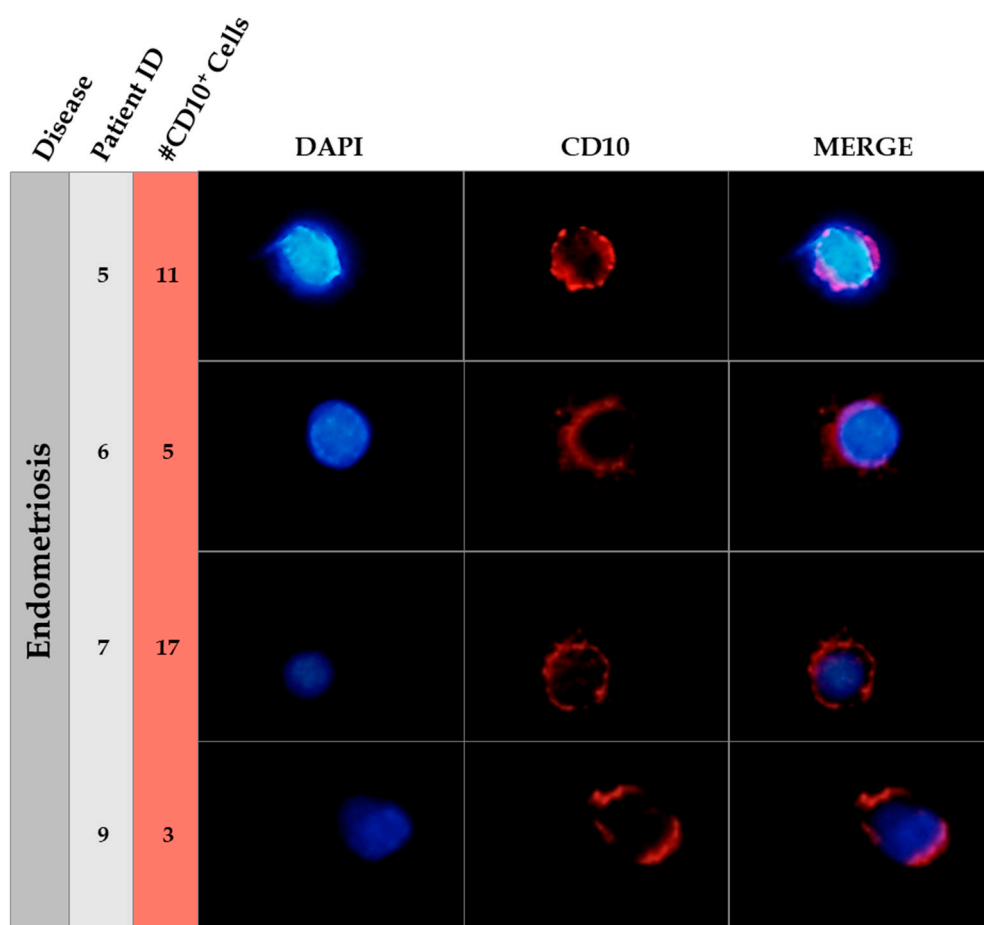 Disease
Patient ID
#CD10⁺ Cells
DAPI
CD10
MERGE
Endometriosis
5
11
6
5
7
17
9
3